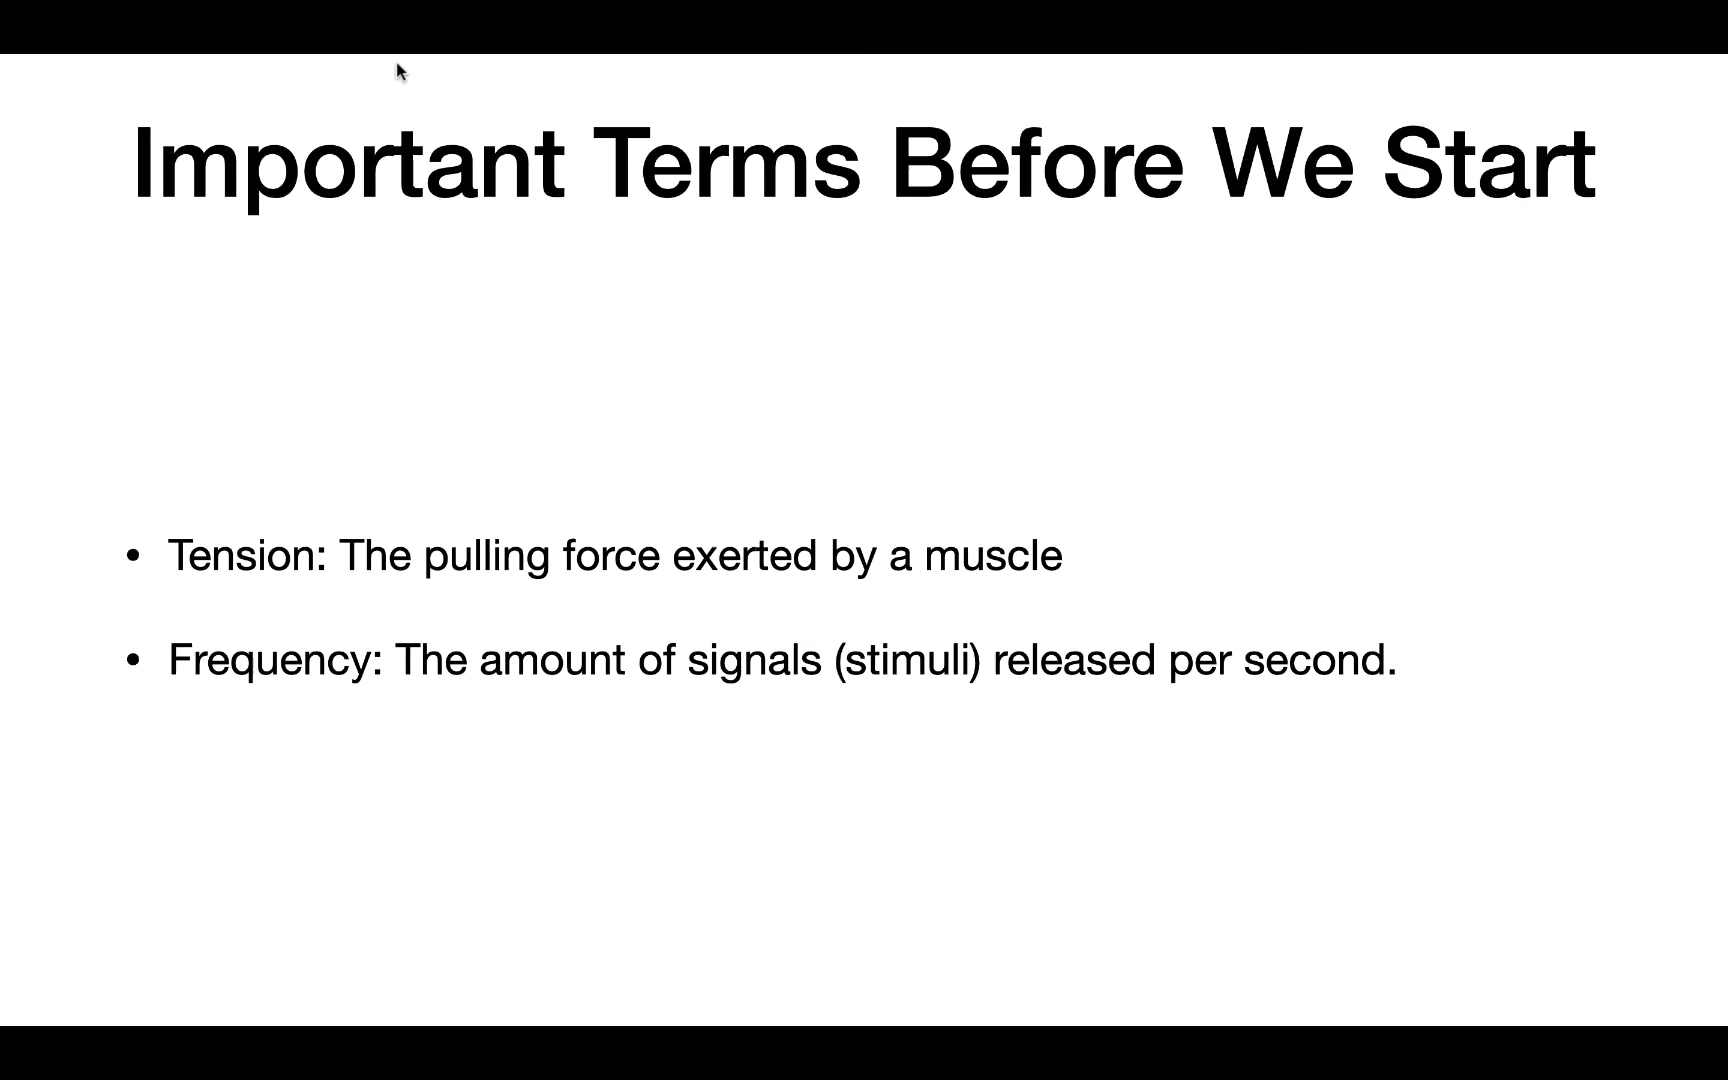 Important Terms Before We Start
• Tension: The pulling force exerted by a muscle
• Frequency: The amount of signals (stimuli) released per second.